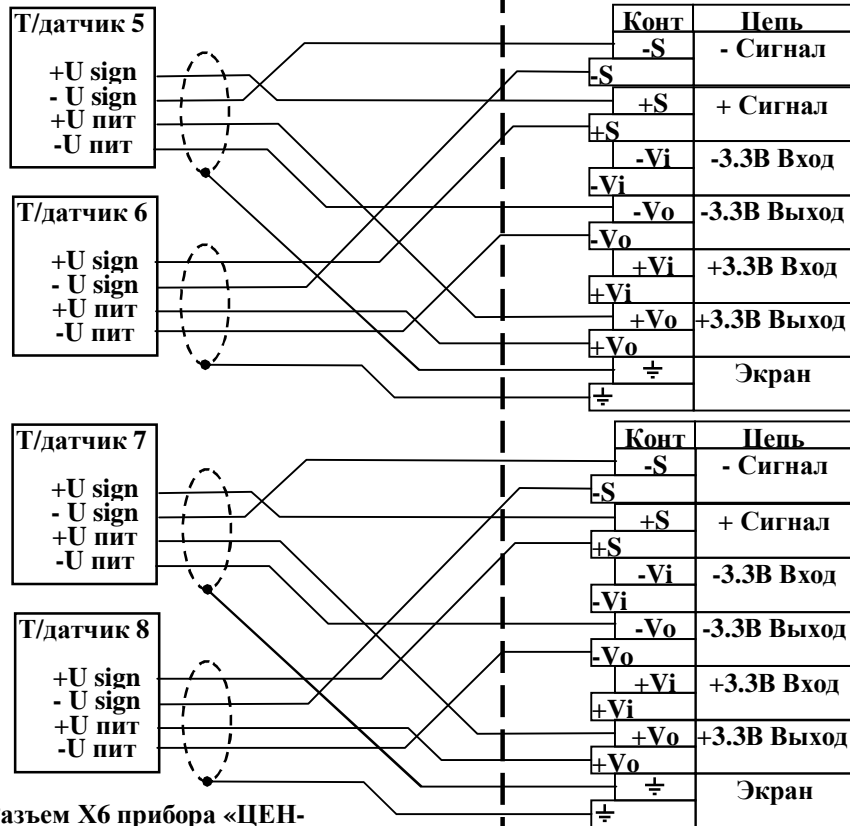 Т/датчик 5
+U sign
- U sign
+U пит
-U пит
Т/датчик 6
+U sign
- U sign
+U пит
-U пит
Конт Цепь
-S - Сигнал
-S
+S + Сигнал
+S
-Vi -3.3В Вход
-Vi
-Vo -3.3В Выход
-Vo
+Vi +3.3В Вход
+Vi
+Vo +3.3В Выход
+Vo
Экран
Т/датчик 7
+U sign
- U sign
+U пит
-U пит
Т/датчик 8
+U sign
- U sign
+U пит
-U пит
Конт Цепь
-S - Сигнал
-S
+S + Сигнал
+S
-Vi -3.3В Вход
-Vi
-Vo -3.3В Выход
-Vo
+Vi +3.3В Вход
+Vi
+Vo +3.3В Выход
+Vo
Экран
азъем Х6 прибора «ЦЕН-